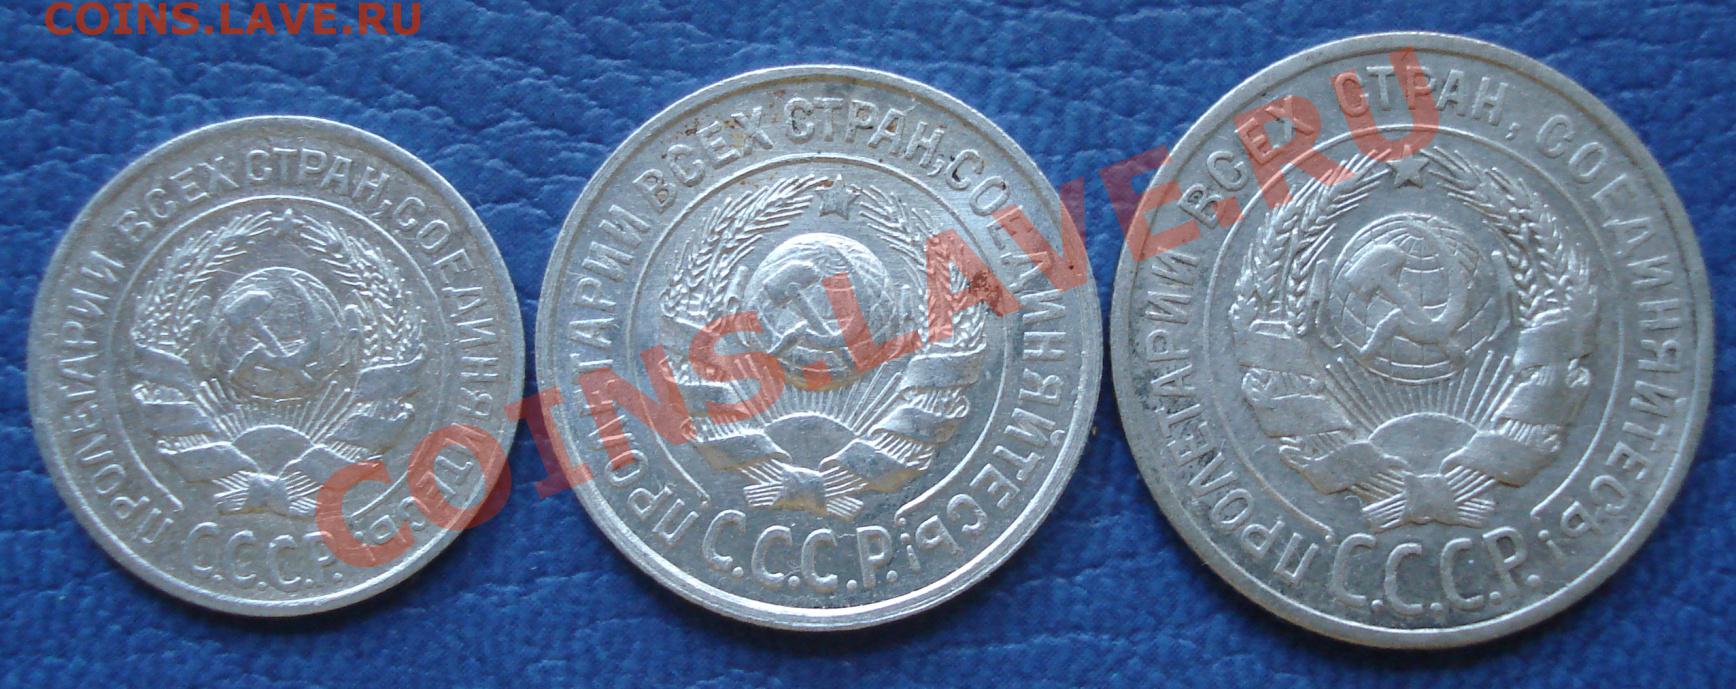 COINS.LAVE.RU
ПРОЛЕТАРИИ ВСЕХ СТРАН, СОЕДИНЯЙТЕСЬ
С.С.С.Р.
ПРОЛЕТАРИИ ВСЕХ СТРАН, СОЕДИНЯЙТЕСЬ!
С.С.С.Р.
ПРОЛЕТАРИИ ВСЕХ СТРАН, СОЕДИНЯЙТЕСЬ!
С.С.С.Р.
COINS.LAVE.RU